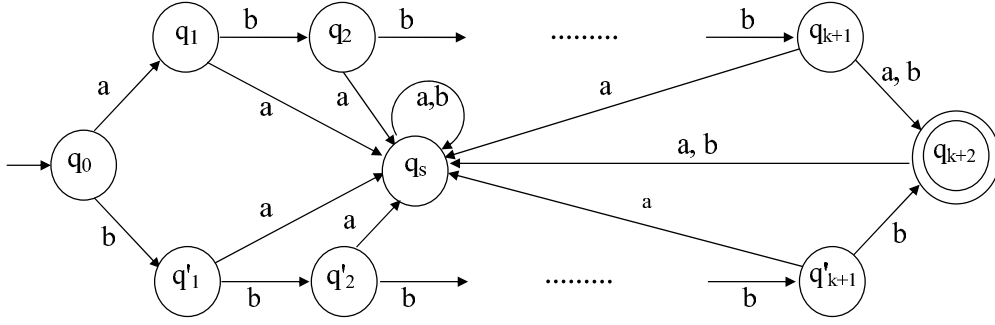 q1 b q2 b ......... b qk+1
a a a a,b a a, b
q0 qs a, b qk+2
b a a a b
q'1 b q'2 b ......... b q'k+1